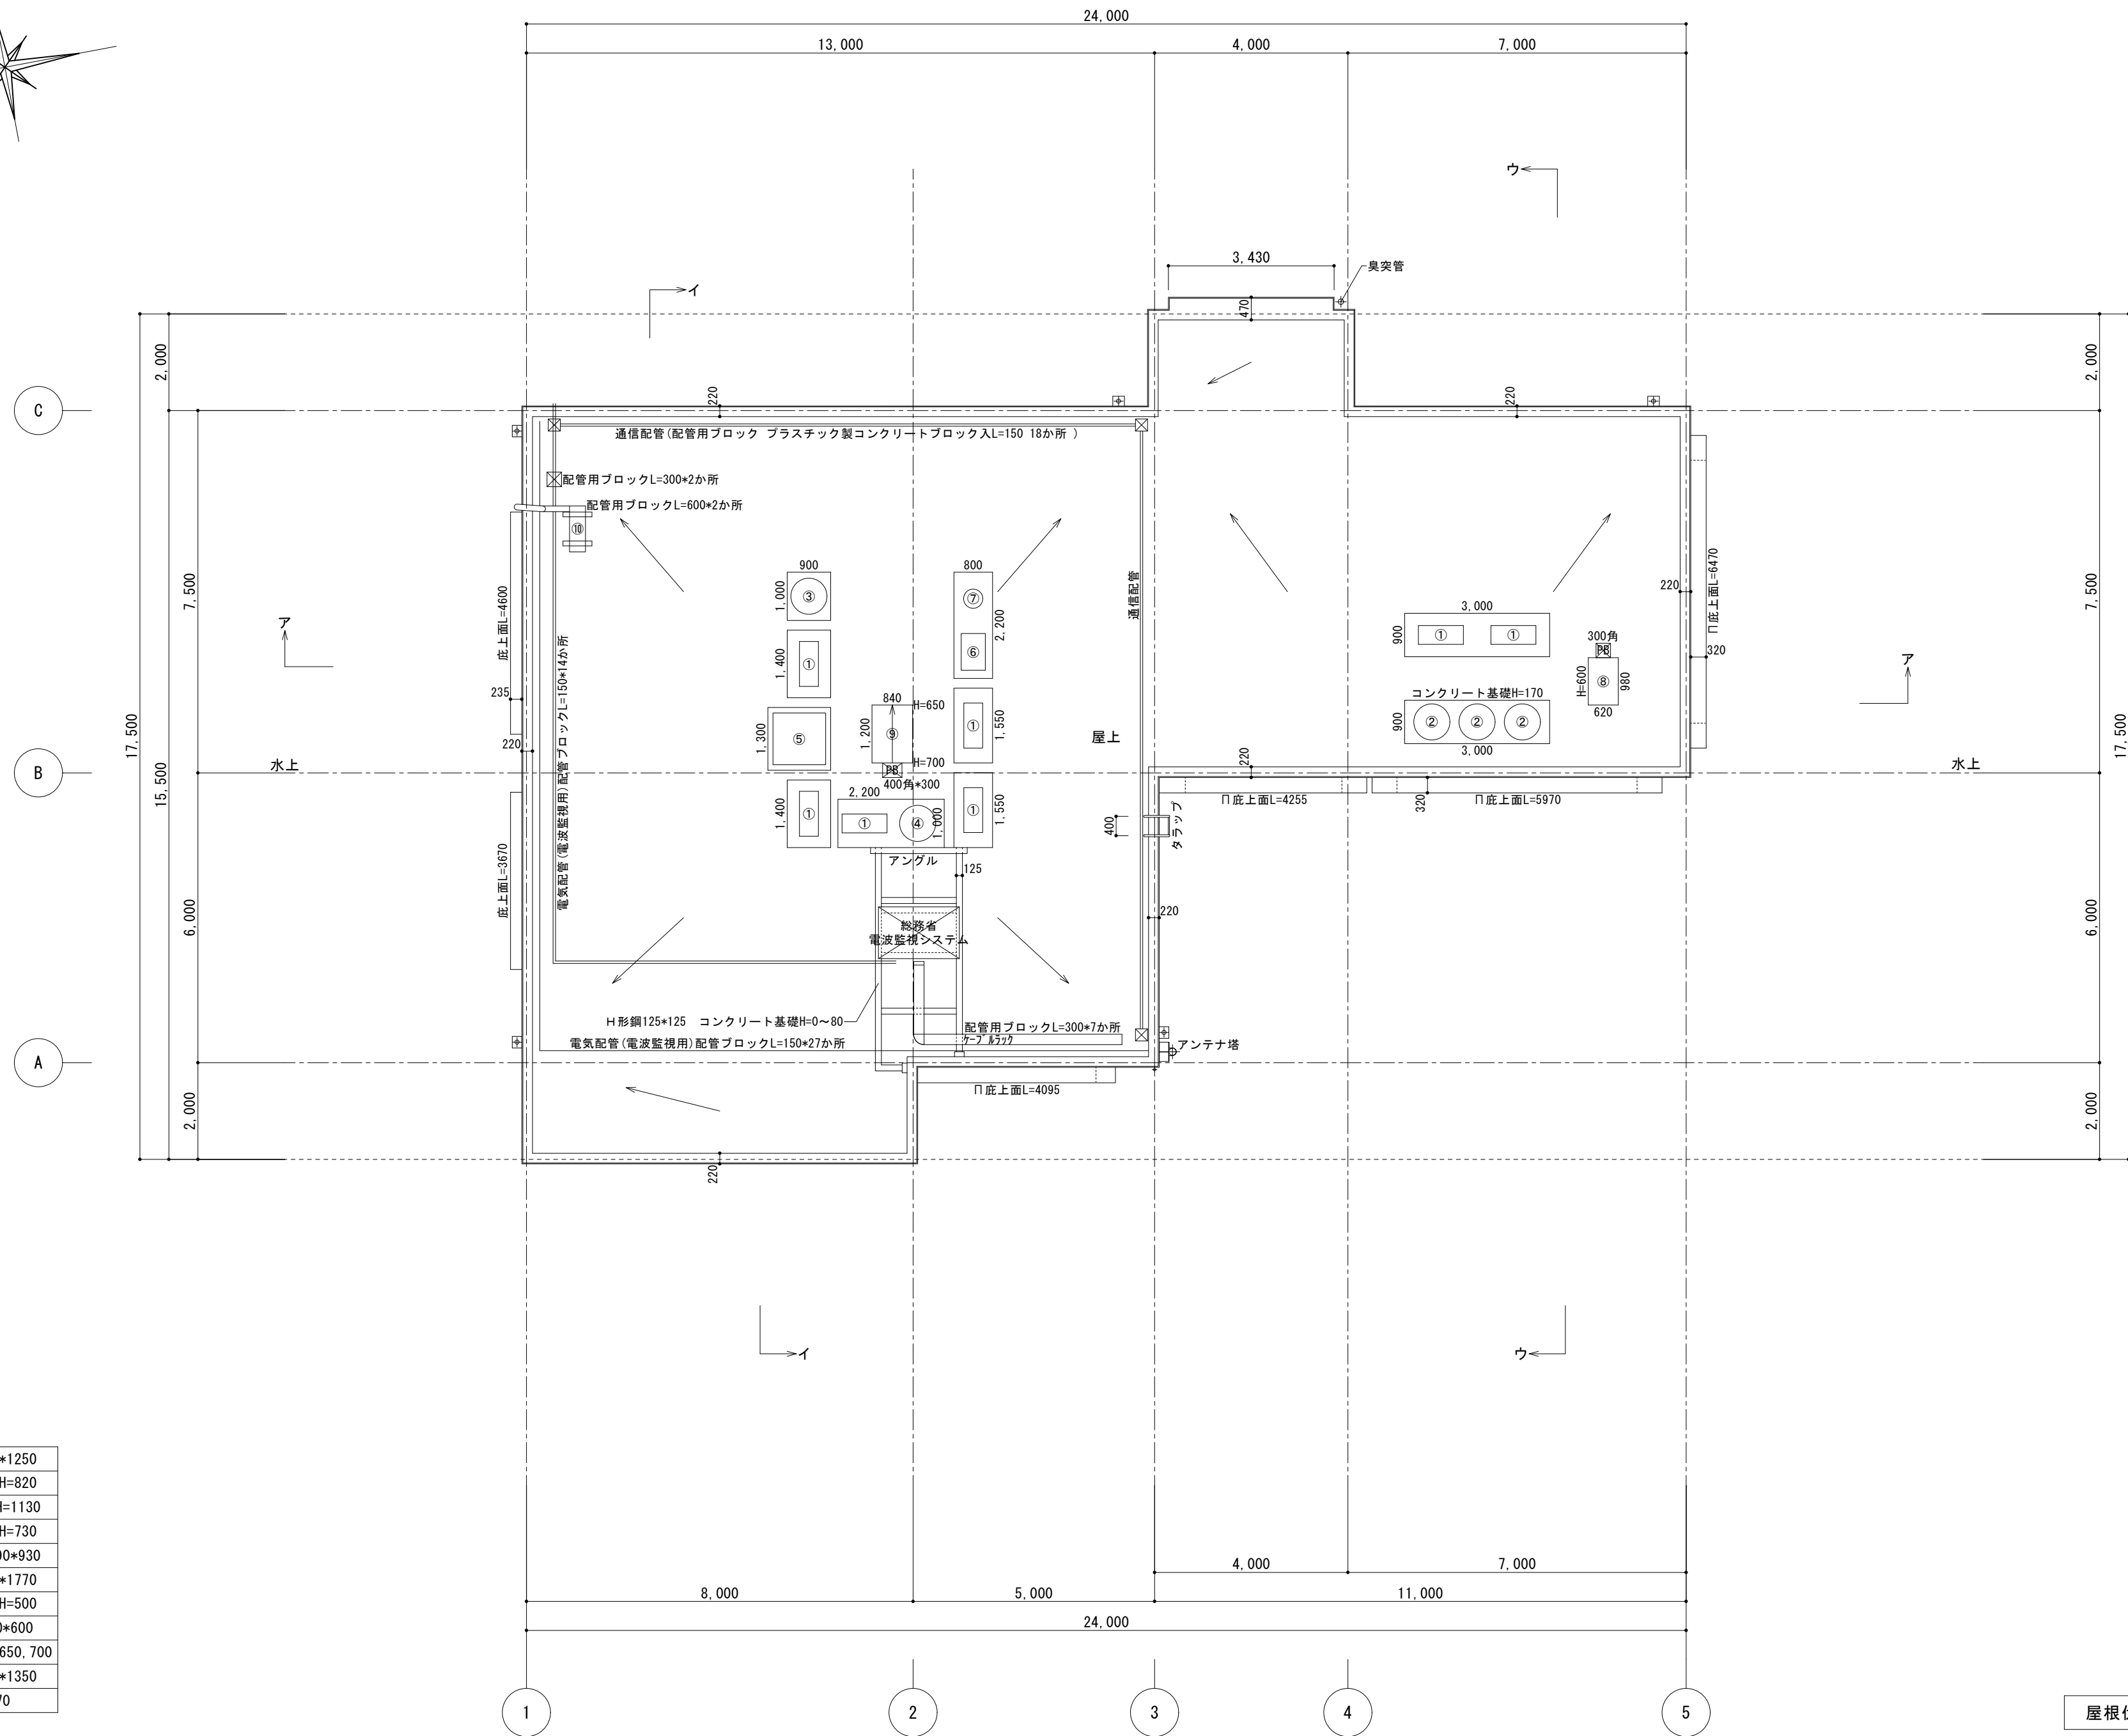 24,000
13,000
4,000
7,000
ウ
3,430
臭突管
イ
470
2,000
2,000
C
220
220
通信配管(配管用ブロック プラスチック製コンクリートブロック入L=150 18か所 )
配管用ブロックL=300*2か所
配管用ブロックL=600*2か所
⑩
7,500
庇上面L=4600
900
1,000
③
800
⑦
2,200
⑥
通信配管
220
Π庇上面L=6470
7,500
3,000
900
①
①
300角
PB
H=600
⑧
980
620
320
ア
ア
1,400
①
電気配管(電波監視用)配管ブロックL=150*14か所
235
840
H=650
1,200
⑨
①
1,550
コンクリート基礎H=170
900
②
②
②
3,000
17,500
17,500
15,500
220
1,300
⑤
屋上
H=700
PB
400角*300
220
B
水上
水上
2,200
1,400
①
①
④
1,000
①
1,550
Π庇上面L=4255
320
Π庇上面L=5970
400
タラップ
庇上面L=3670
アングル
125
6,000
6,000
総務省
電波監視システム
220
H形鋼125*125 コンクリート基礎H=0~80
配管用ブロックL=300*7か所
ケーブルラック
電気配管(電波監視用)配管ブロックL=150*27か所
アンテナ塔
A
Π庇上面L=4095
2,000
2,000
220
イ
ウ
*1250
H=820
H=1130
H=730
90*930
*1770
H=500
0*600
650,700
*1350
70
4,000
7,000
8,000
5,000
11,000
24,000
1
2
3
4
5
屋根伏